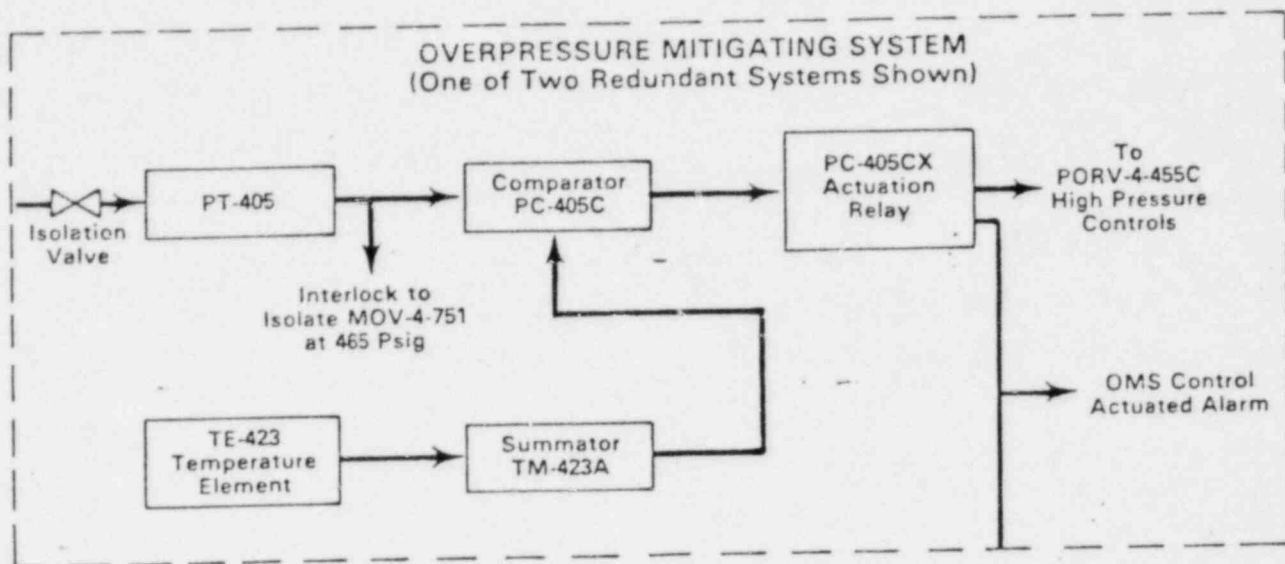 OVERPRESSURE MITIGATING SYSTEM
(One of Two Redundant Systems Shown)
Isolation
Valve
PT-405
Interlock to
Isolate MOV-4-751
at 465 Psig
Comparator
PC-405C
PC-405CX
Actuation
Relay
To
PORV-4-455C
High Pressure
Controls
TE-423
Temperature
Element
Summator
TM-423A
OMS Control
Actuated Alarm